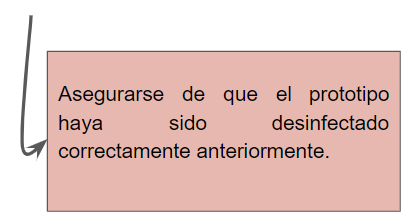 Asegurarse de que el prototipo
haya sido desinfectado
correctamente anteriormente.